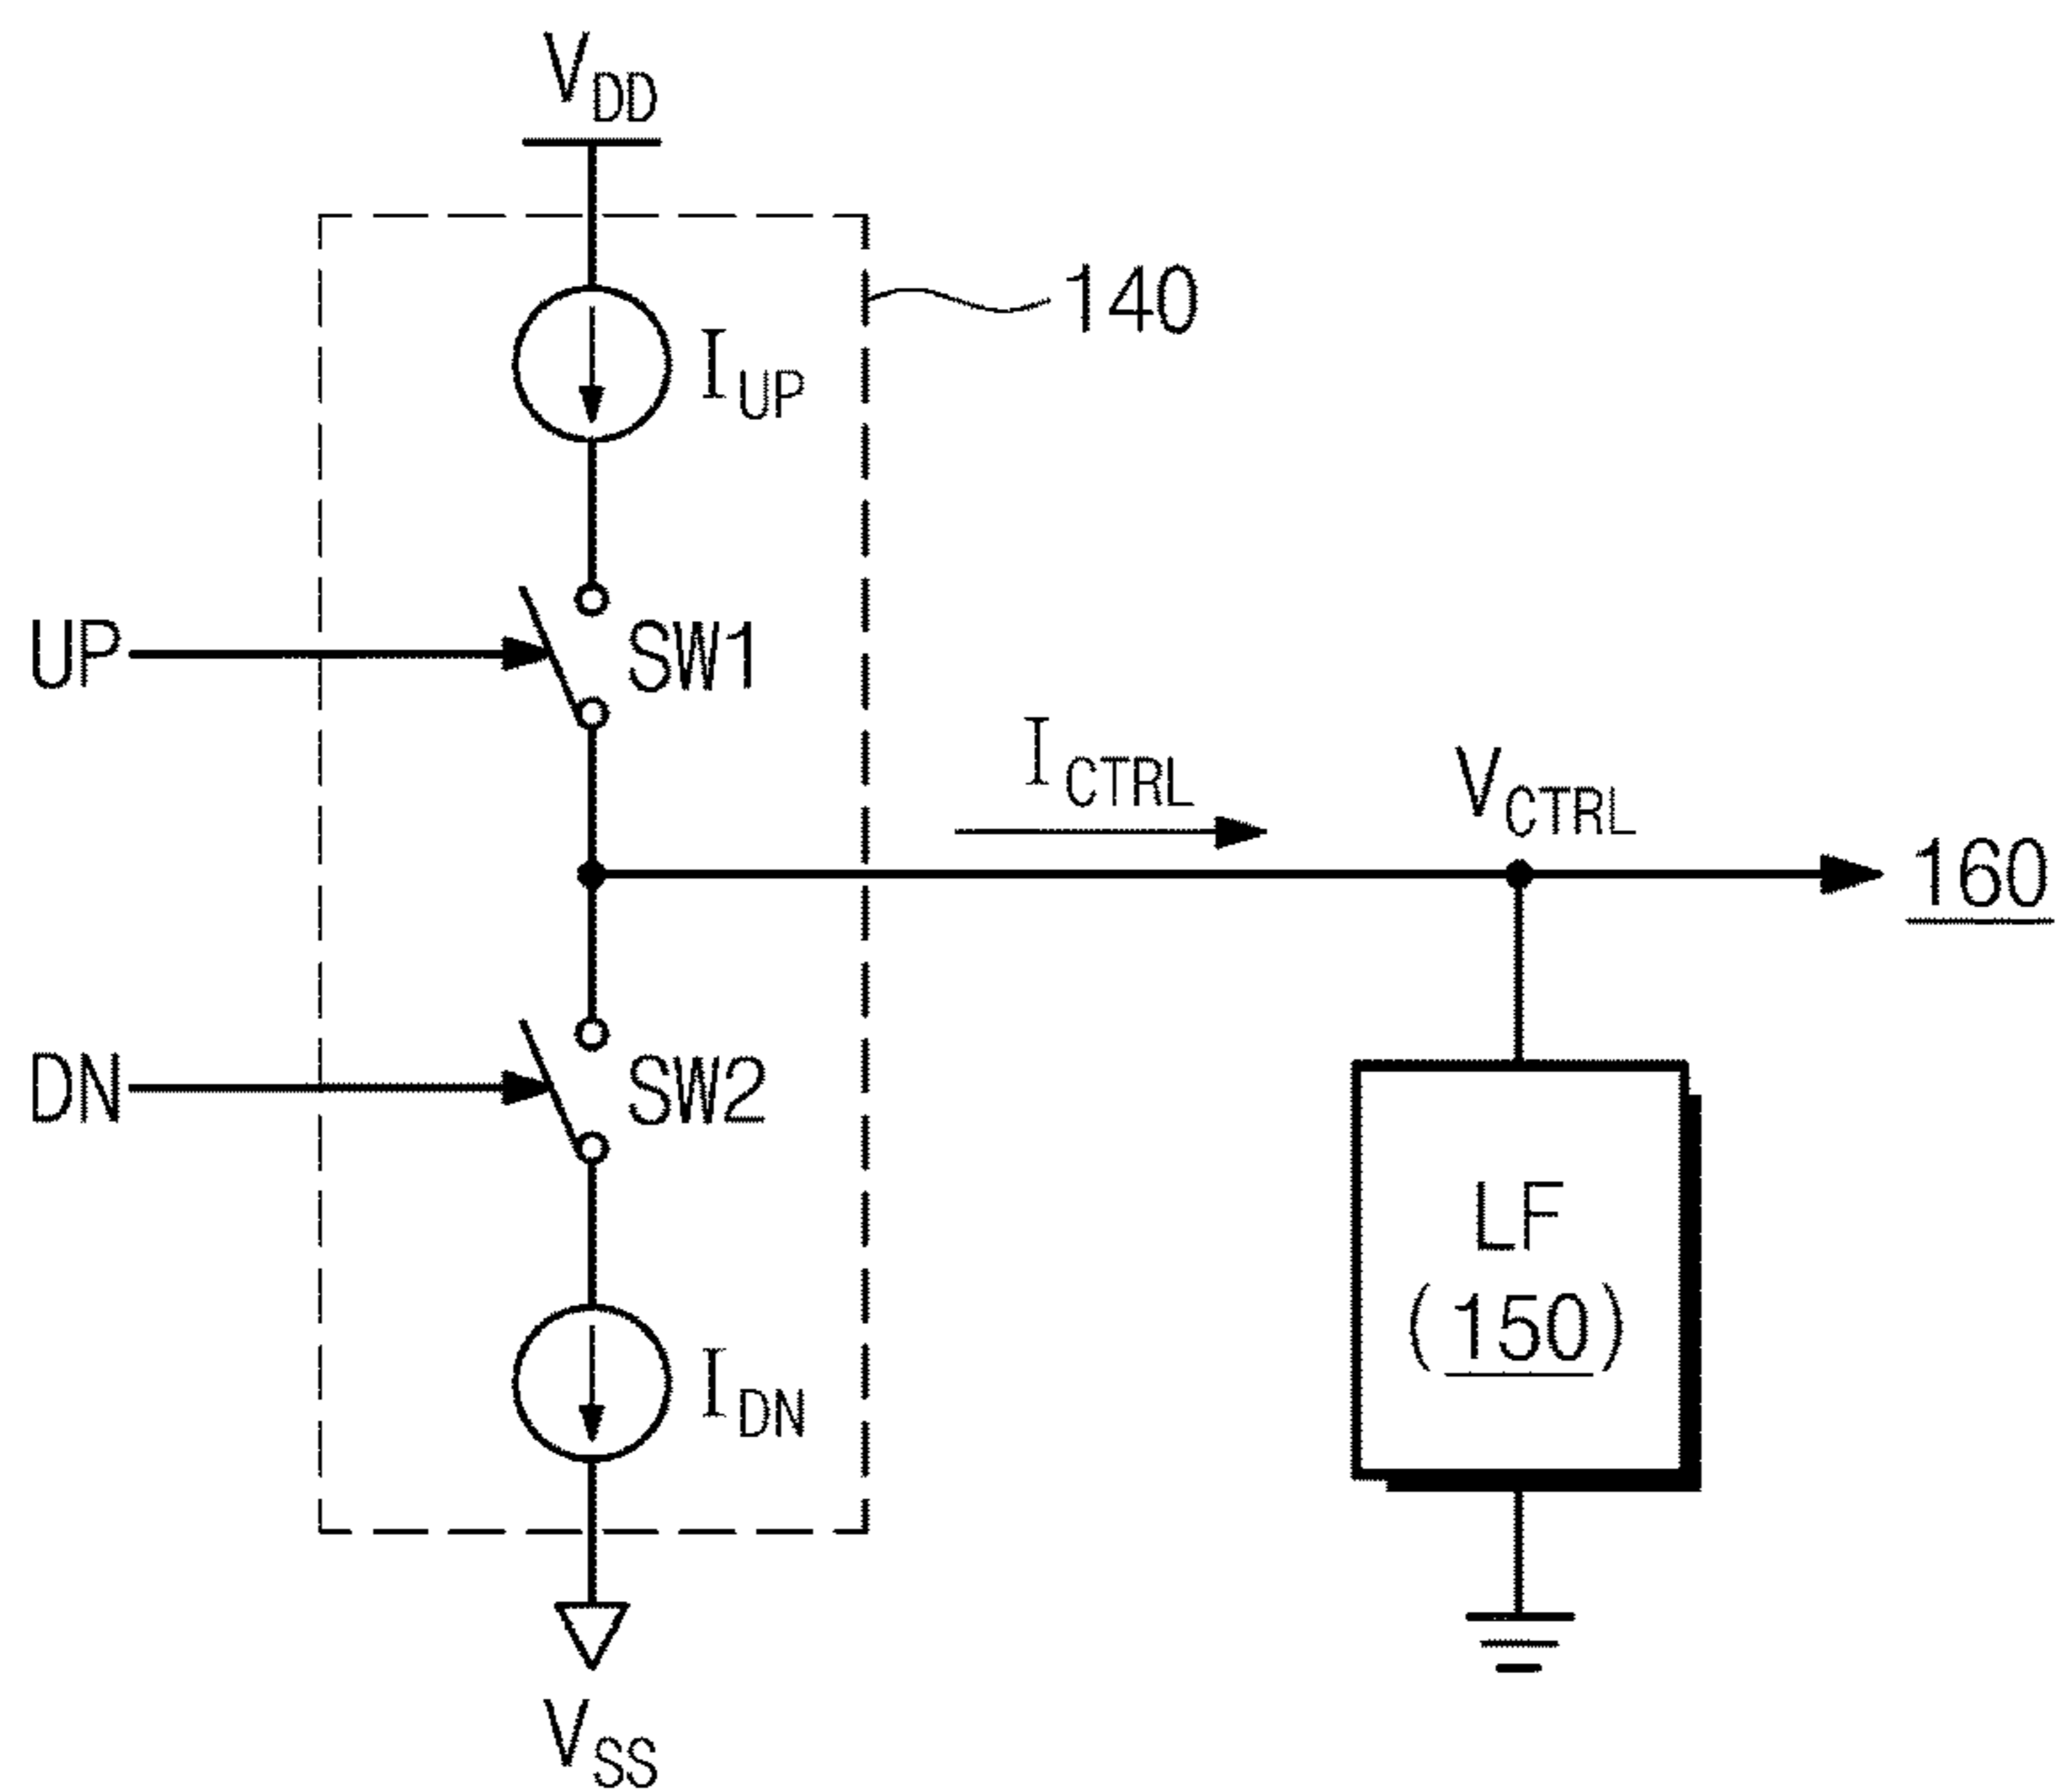 VDD
140
IUP
UP
SW1
ICTRL
VCTRL
160
DN
SW2
LF
(150)
IDN
VSS